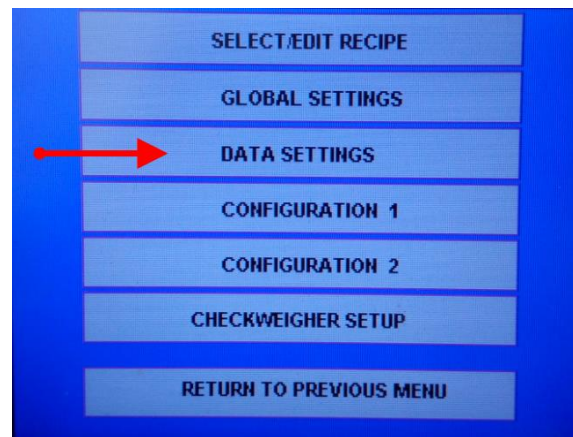 SELECT/EDIT RECIPE
GLOBAL SETTINGS
DATA SETTINGS
CONFIGURATION 1
CONFIGURATION 2
CHECKWEIGHER SETUP
RETURN TO PREVIOUS MENU